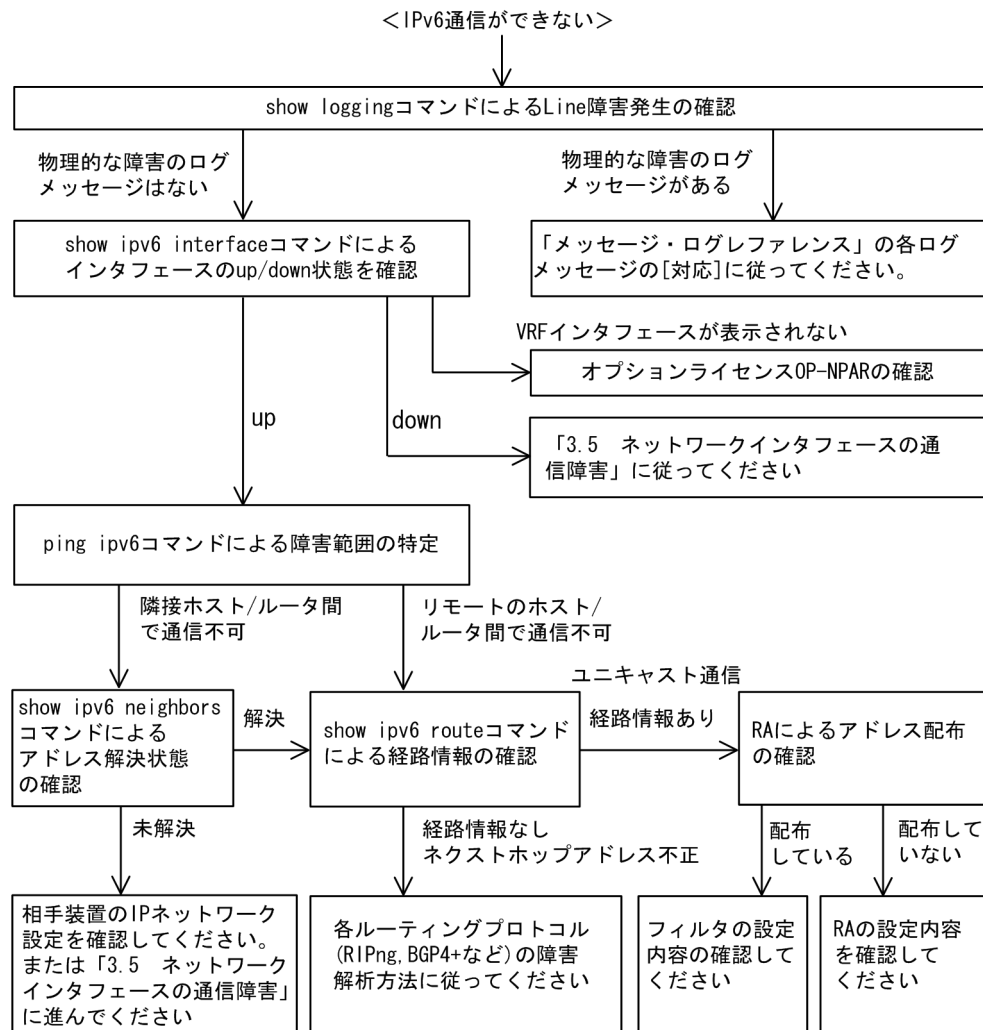 <IPv6通信ができない>
show loggingコマンドによるLine障害発生の確認
物理的な障害のログ
メッセージはない
物理的な障害のログ
メッセージがある
show ipv6 interfaceコマンドによる
インタフェースのup/down状態を確認
「メッセージ・ログレファレンス」の各ログ
メッセージの[対応]に従ってください。
VRFインタフェースが表示されない
オプションライセンスOP-NPARの確認
up
down
「3.5 ネットワークインタフェースの通
信障害」に従ってください
ping ipv6コマンドによる障害範囲の特定
隣接ホスト/ルータ間
で通信不可
リモートのホスト/
ルータ間で通信不可
ユニキャスト通信
show ipv6 neighbors
コマンドによる
アドレス解決状態
の確認
解決
show ipv6 routeコマンド
による経路情報の確認
経路情報あり
RAによるアドレス配布
の確認
未解決
経路情報なし
ネクストホップアドレス不正
配布
している
配布して
いない
相手装置のIPネットワーク
設定を確認してください。
または「3.5 ネットワーク
インタフェースの通信障害」
に進んでください
各ルーティングプロトコル
(RIPng,BGP4+など)の障害
解析方法に従ってください
フィルタの設定
内容の確認して
ください
RAの設定内容
を確認して
ください